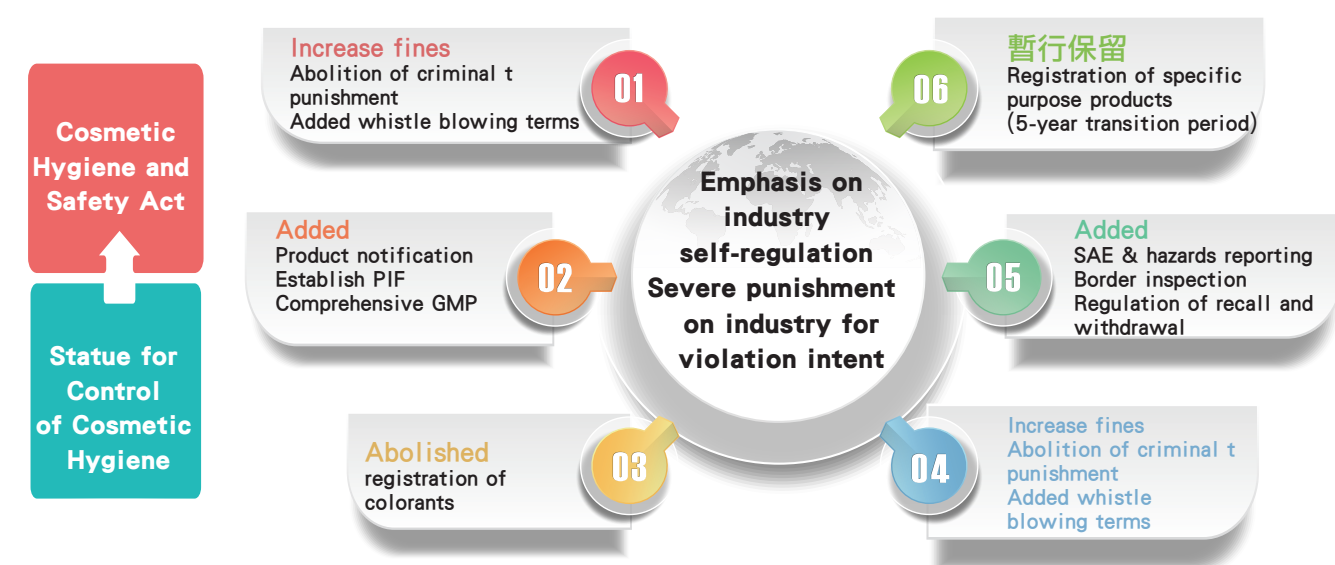 Cosmetic
Hygiene and
Safety Act
Statue for
Control
of Cosmetic
Hygiene
Increase fines
Abolition of criminal t
punishment
Added whistle blowing terms
01
Added
Product notification
Establish PIF
Comprehensive GMP
02
Abolished
registration of
colorants
03
Emphasis on
industry
self-regulation
Severe punishment
on industry for
violation intent
04
Increase fines
Abolition of criminal t
punishment
Added whistle
blowing terms
05
Added
SAE & hazards reporting
Border inspection
Regulation of recall and
withdrawal
06
暫行保留
Registration of specific
purpose products
(5-year transition period)